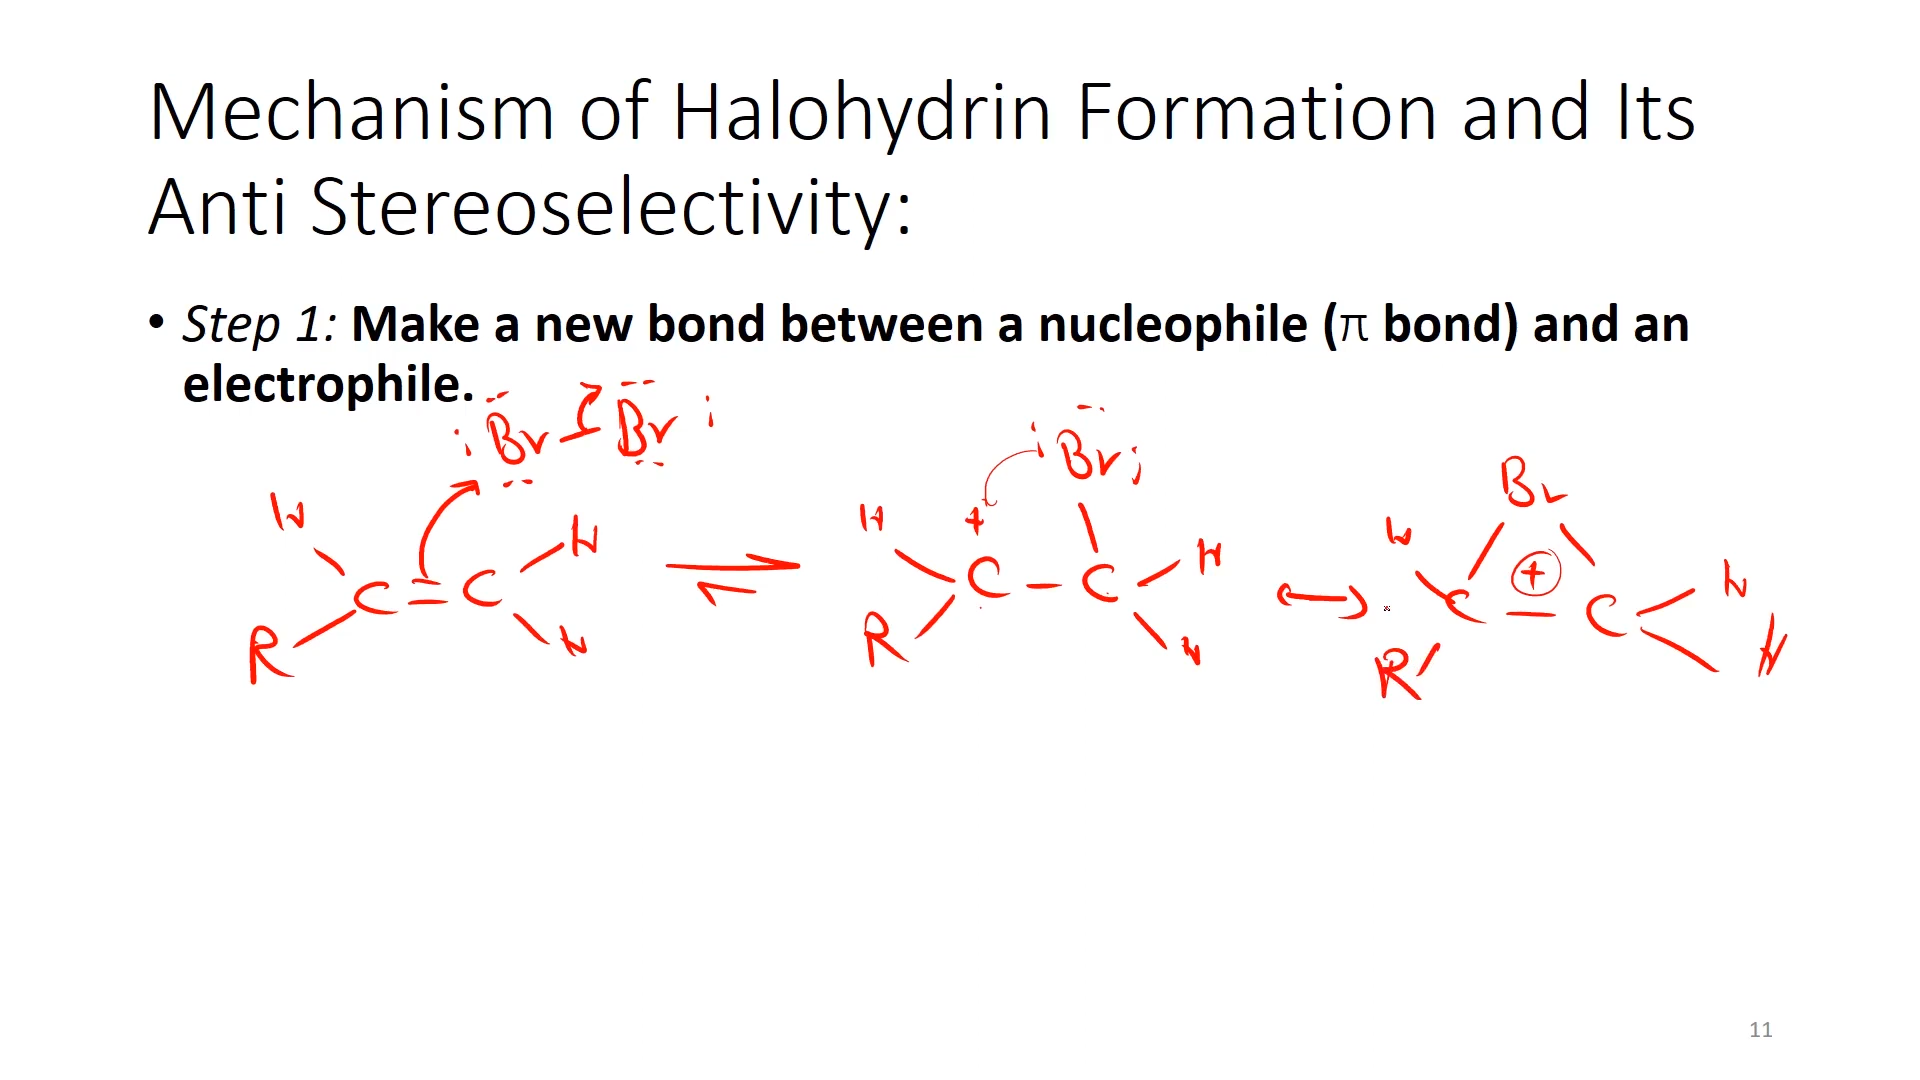 Mechanism of Halohydrin Formation and Its
Anti Stereoselectivity:
• Step 1: Make a new bond between a nucleophile (π bond) and an
electrophile.
Br Br
H H
C = C
R H
H + Br H
C - C
R H
H Br H
C + C
R H
11